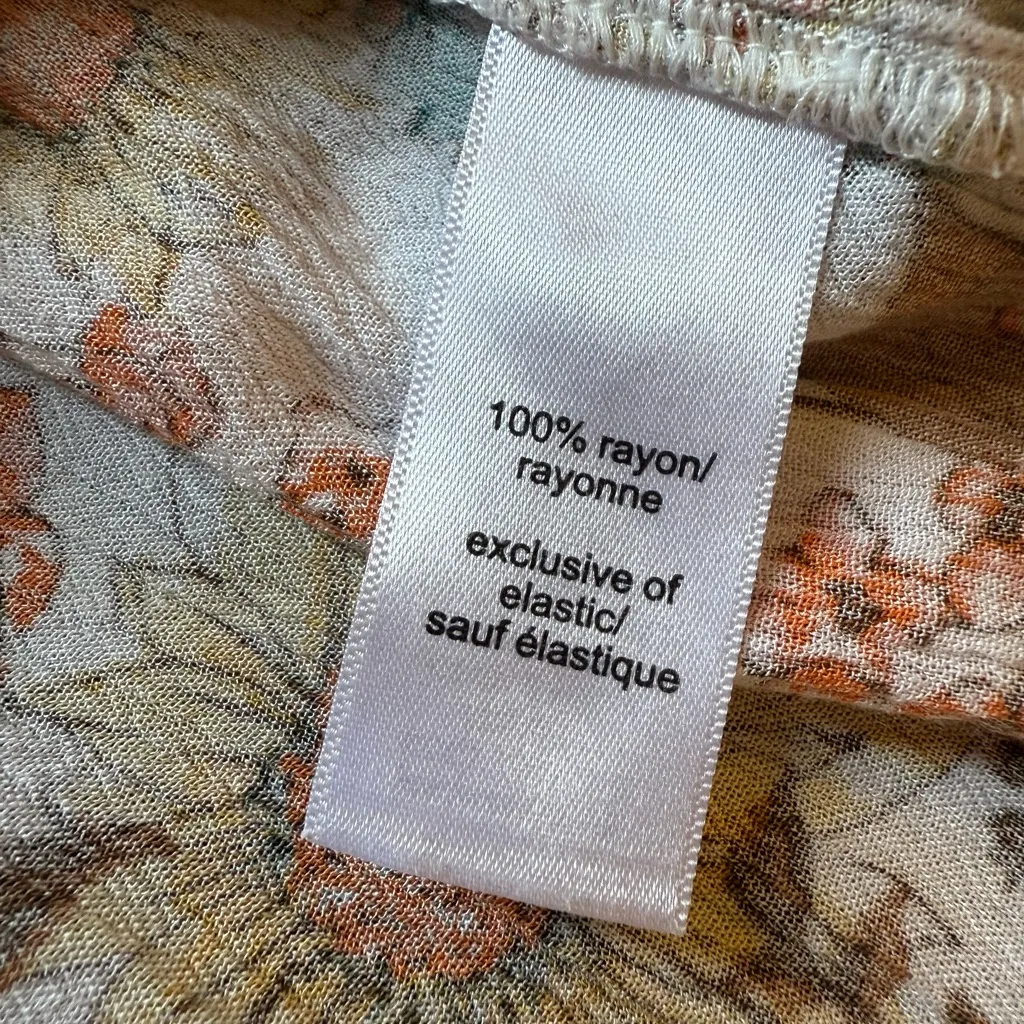 100% rayon/
rayonne
exclusive of
elastic/
sauf élastique